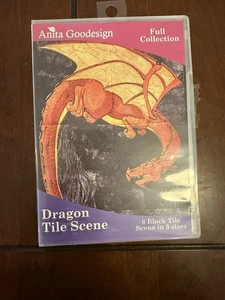 Anita Goodesign
Full
Collection
Dragon
Tile Scene
6 Block Tile
Scene in 3 sizes